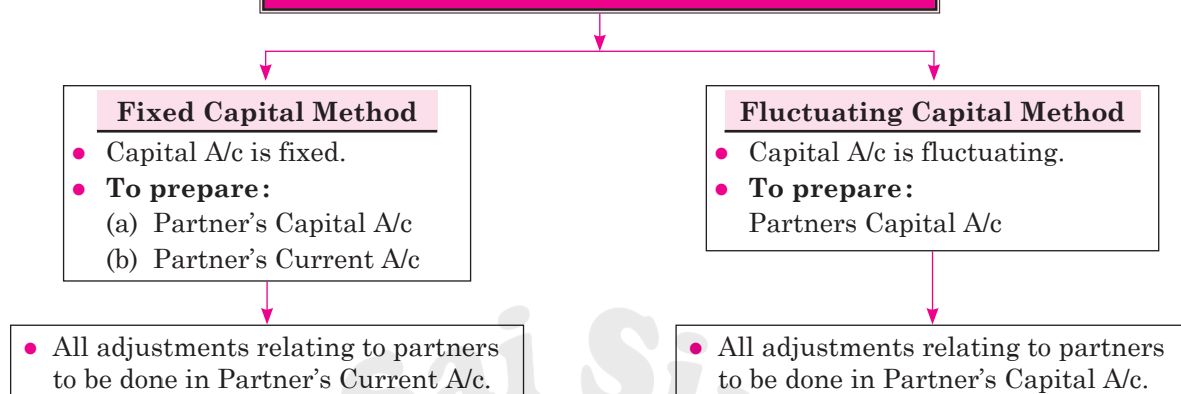 Fixed Capital Method
• Capital A/c is fixed.
• To prepare:
(a) Partner's Capital A/c
(b) Partner's Current A/c
• All adjustments relating to partners
to be done in Partner's Current A/c.
Fluctuating Capital Method
• Capital A/c is fluctuating.
• To prepare:
Partners Capital A/c
• All adjustments relating to partners
to be done in Partner's Capital A/c.